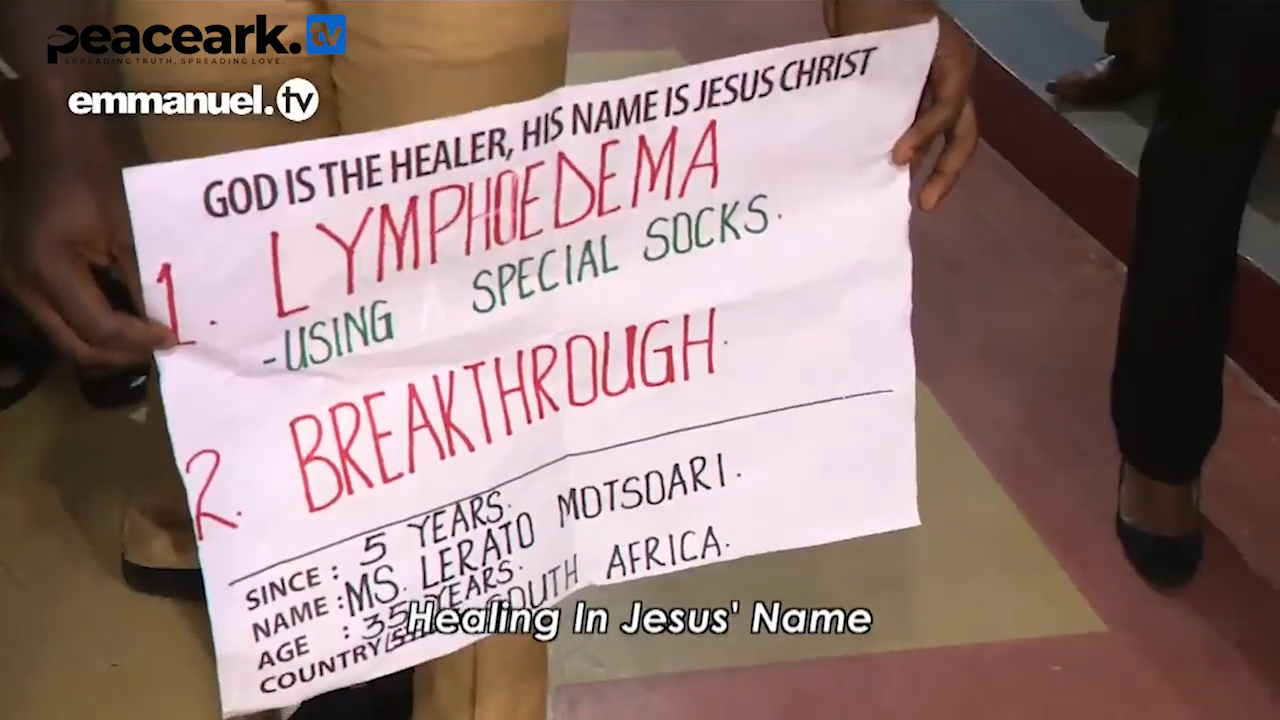 peaceark.tv
SPREADING TRUTH, SPREADING LOVE.
emmanuel.tv
GOD IS THE HEALER, HIS NAME IS JESUS CHRIST
1. LYMPHOEDEMA
-USING SPECIAL SOCKS.
2. BREAKTHROUGH.
SINCE : 5 YEARS.
NAME : MS. LERATO MOTSOARI.
AGE : 35 YEARS.
COUNTRY/ SOUTH AFRICA.
Healing In Jesus' Name